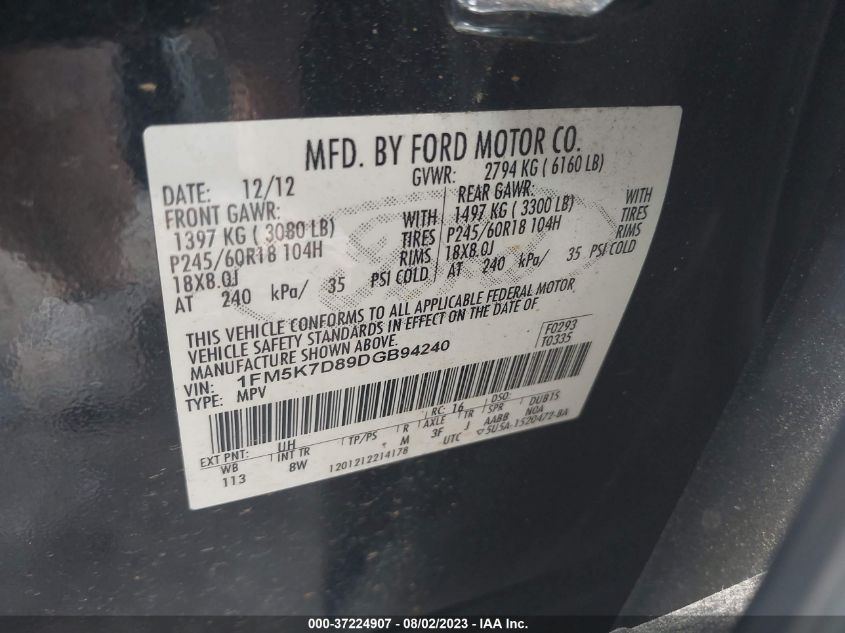 MFD. BY FORD MOTOR CO.
DATE: 12/12 GVWR: 2794 KG ( 6160 LB)
FRONT GAWR: REAR GAWR:
1397 KG ( 3080 LB) WITH 1497 KG ( 3300 LB) WITH
P245/60R18 104H TIRES P245/60R18 104H TIRES
18X8.0J RIMS 18X8.0J RIMS
AT 240 kPa/ 35 PSI COLD AT 240 kPa/ 35 PSI COLD
THIS VEHICLE CONFORMS TO ALL APPLICABLE FEDERAL MOTOR
VEHICLE SAFETY STANDARDS IN EFFECT ON THE DATE OF
MANUFACTURE SHOWN ABOVE.
F0293
T0335
VIN: 1FM5K7D89DGB94240
TYPE: MPV
EXT PNT: UH RC: 16 DSO:
WB INT TR TP/PS R AXLE TR SPR DUBTS
113 BW M 3F J AABB NOA
1201212214178 UTC 5U5A-1520472-BA
000-37224907 - 08/02/2023 - IAA Inc.